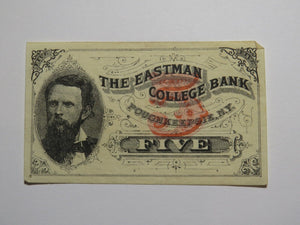 THE EASTMAN
COLLEGE BANK
POUGHKEEPSIE, N.Y.
FIVE